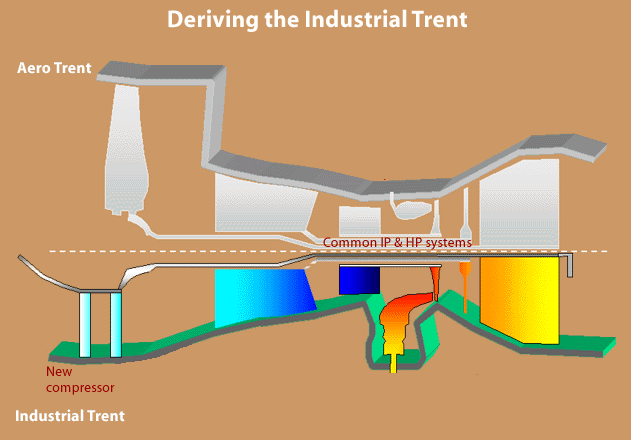 Deriving the Industrial Trent
Aero Trent
Common IP & HP systems
New
compressor
Industrial Trent